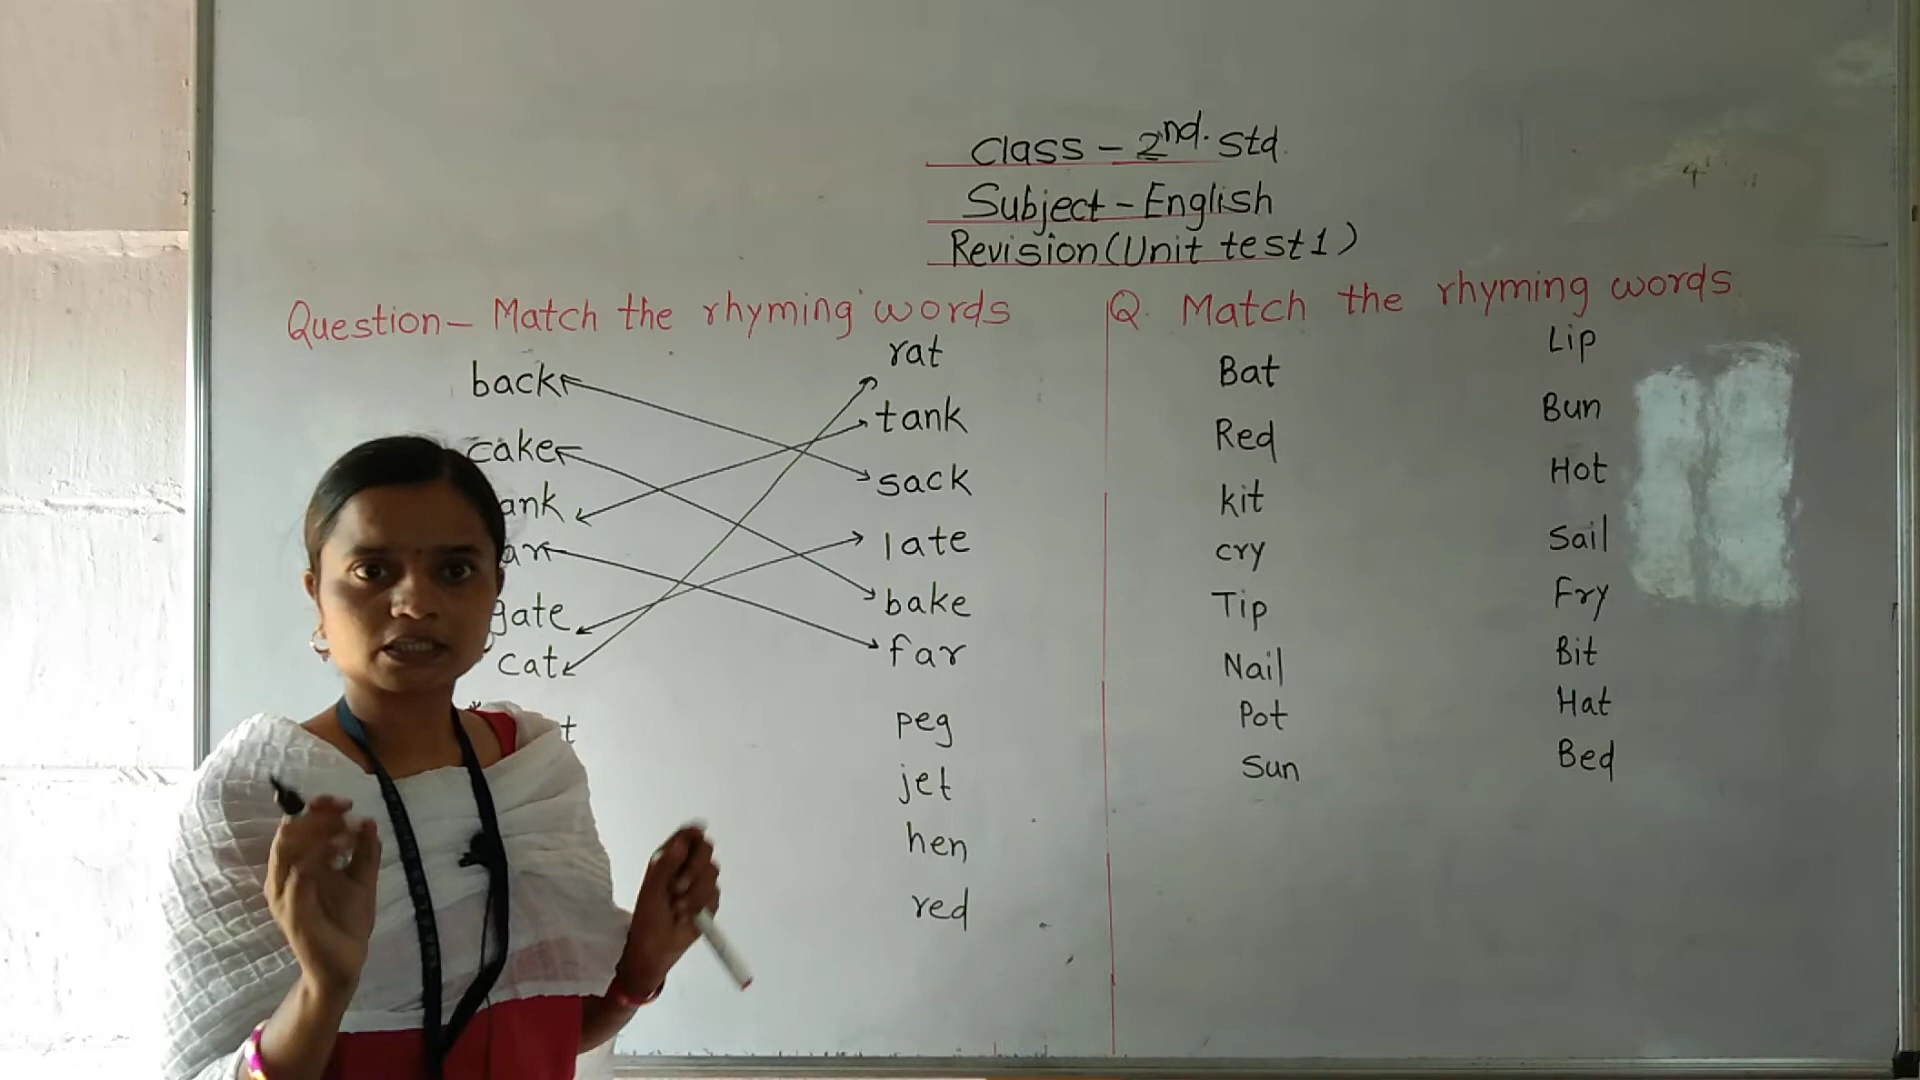 Class - 2nd. Std.
Subject - English
Revision (Unit test 1)
Question - Match the rhyming words
back rat
cake tank
sack
gate late
cat bake
far
peg
jet
hen
red
Q. Match the rhyming words
Bat Lip
Red Bun
kit Hot
cry Sail
Tip Fry
Nail Bit
Pot Hat
Sun Bed